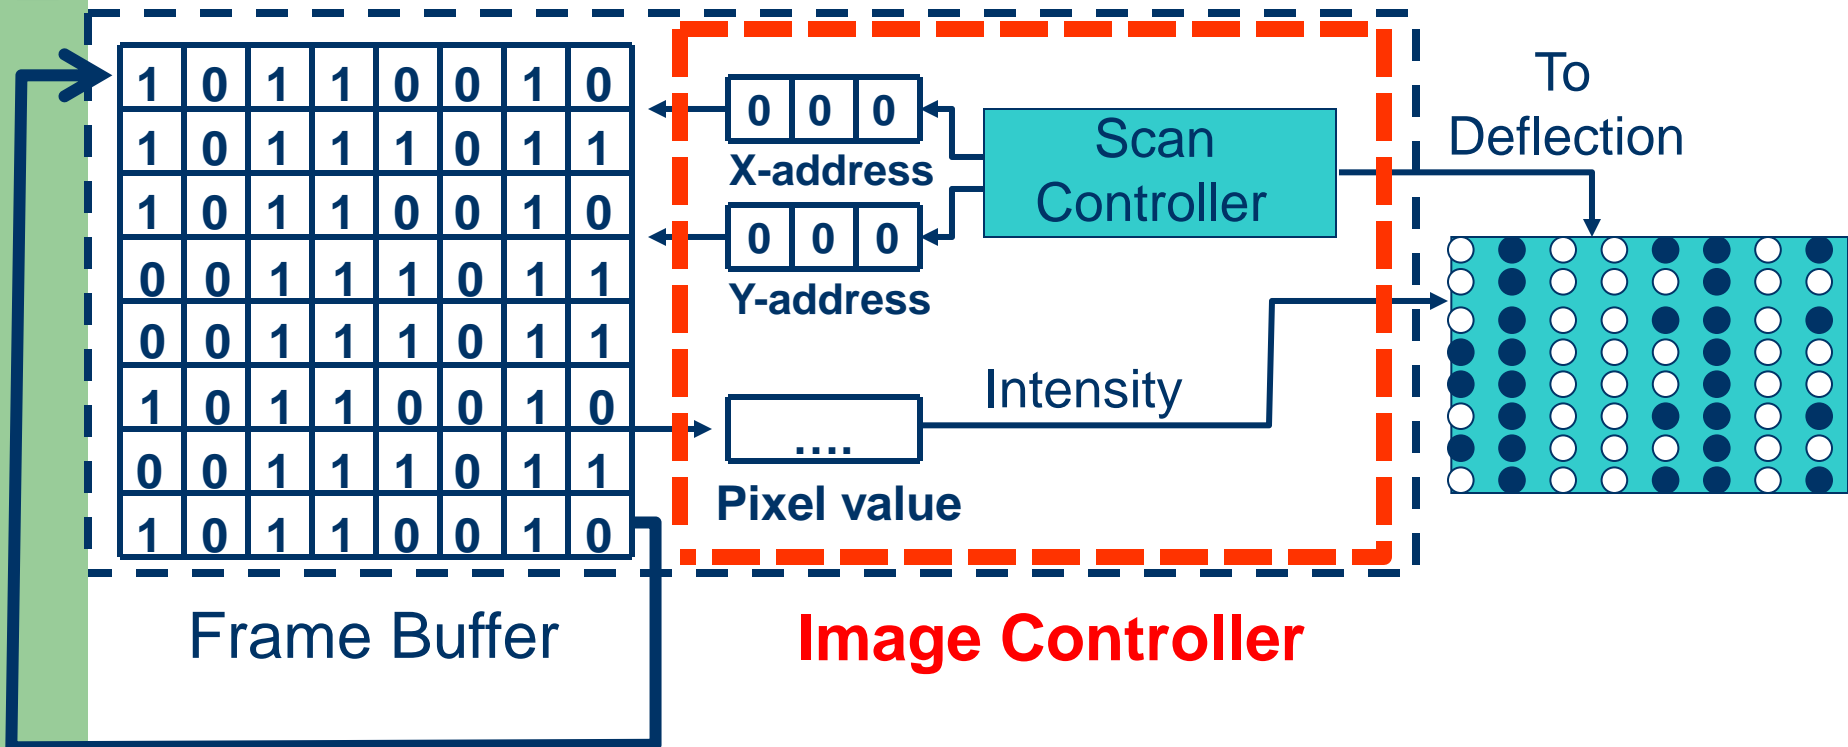 1 0 1 1 0 0 1 0
1 0 1 1 1 0 1 1
1 0 1 1 0 0 1 0
0 0 1 1 1 0 1 1
0 0 1 1 1 0 1 1
1 0 1 1 0 0 1 0
0 0 1 1 1 0 1 1
1 0 1 1 0 0 1 0
Frame Buffer
0 0 0
X-address
0 0 0
Y-address
Scan
Controller
....
Pixel value
Intensity
Image Controller
To
Deflection